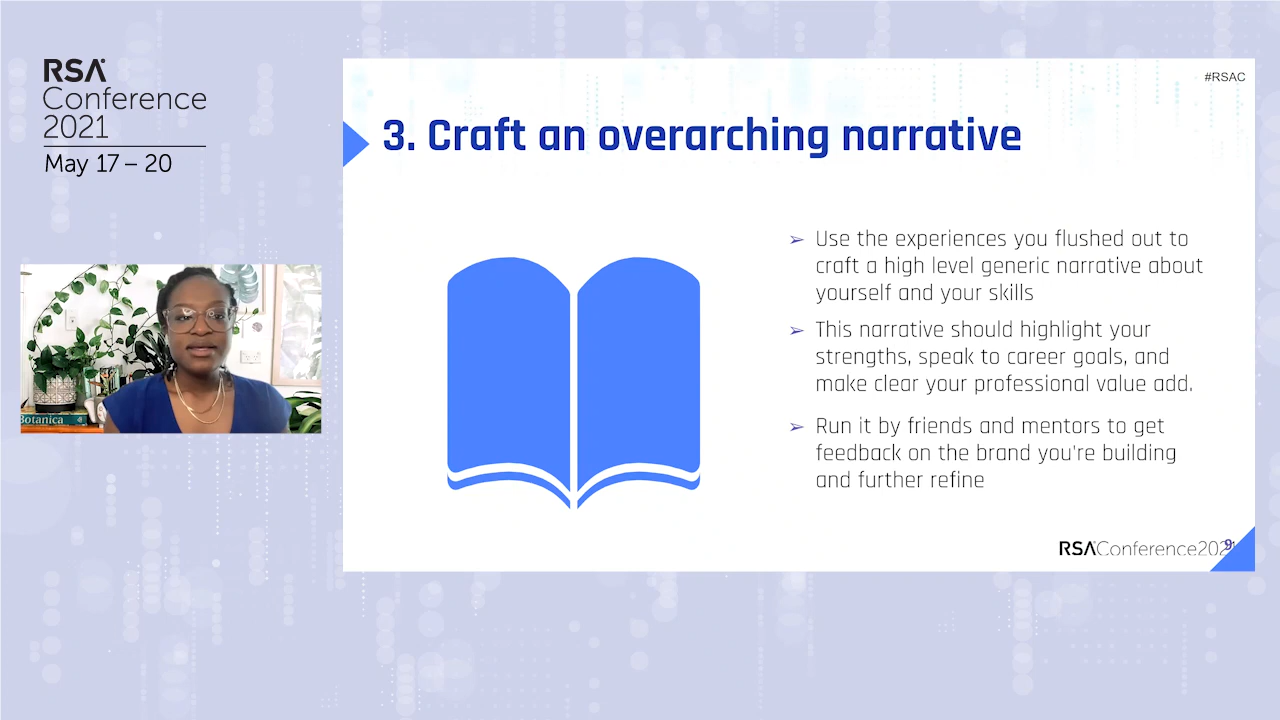 RSA
Conference
2021
May 17 – 20
#RSAC
3. Craft an overarching narrative
➢ Use the experiences you flushed out to
craft a high level generic narrative about
yourself and your skills
➢ This narrative should highlight your
strengths, speak to career goals, and
make clear your professional value add.
➢ Run it by friends and mentors to get
feedback on the brand you're building
and further refine
Botanica
RSAConference2021
9